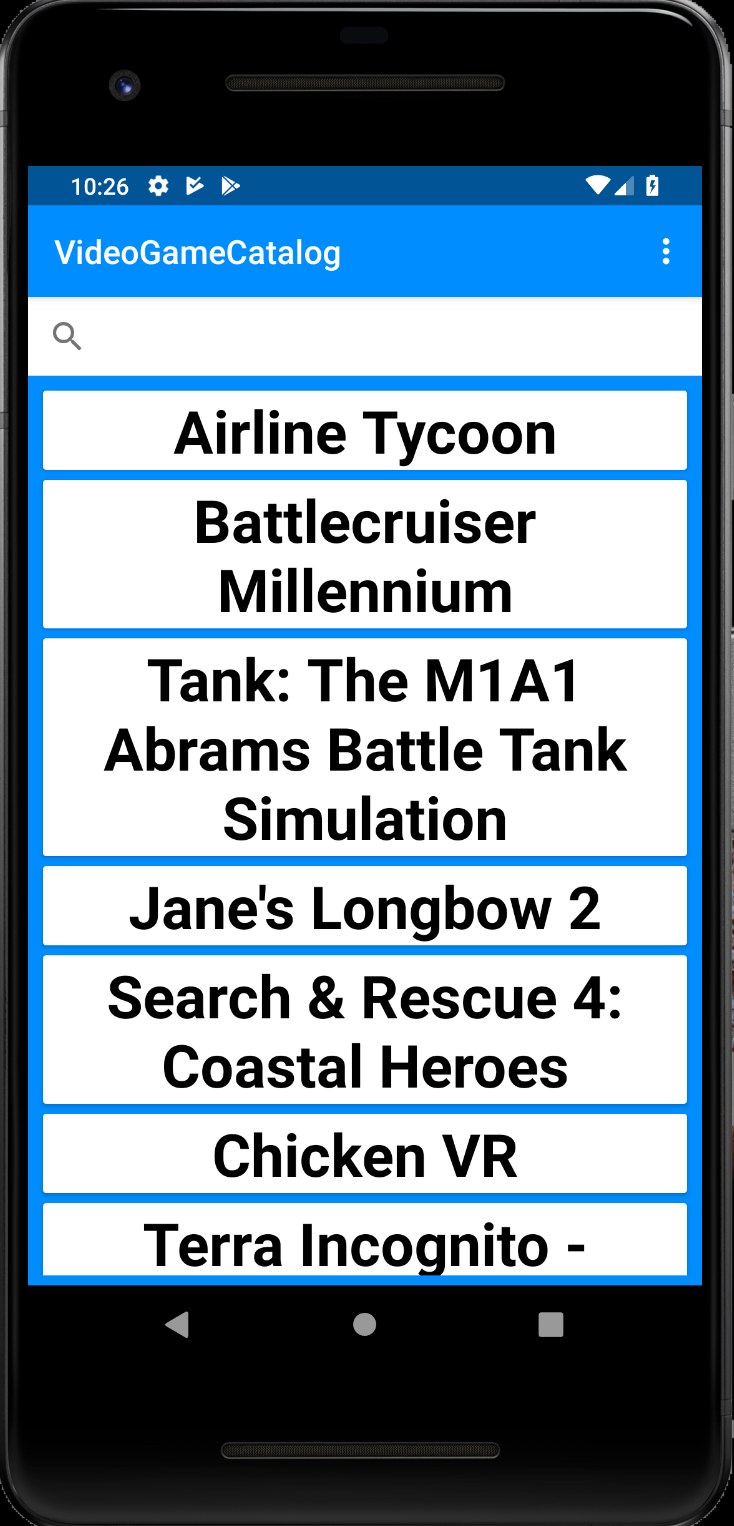 10:26
VideoGameCatalog
Airline Tycoon
Battlecruiser
Millennium
Tank: The M1A1
Abrams Battle Tank
Simulation
Jane's Longbow 2
Search & Rescue 4:
Coastal Heroes
Chicken VR
Terra Incognito -